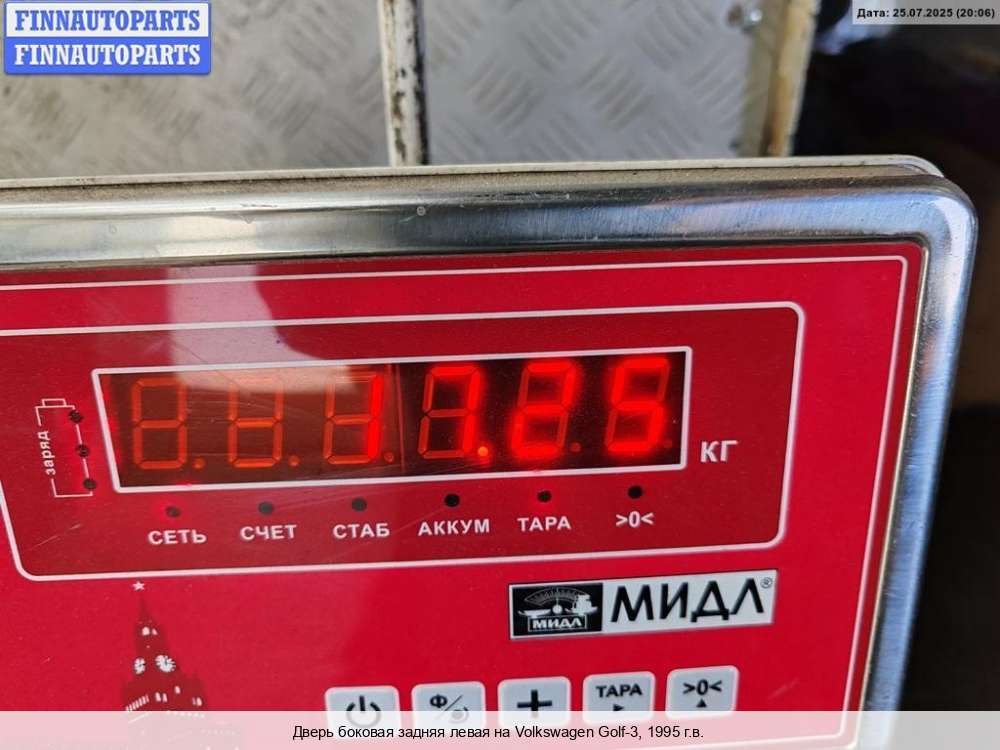 FINNAUTOPARTS
FINNAUTOPARTS
Дата: 25.07.2025 (20:06)
заряд
17.25
КГ
СЕТЬ СЧЕТ СТАБ АККУМ ТАРА >0<
МИДЛ МИДЛ®
Ф/ + ТАРА >0<
Дверь боковая задняя левая на Volkswagen Golf-3, 1995 г.в.